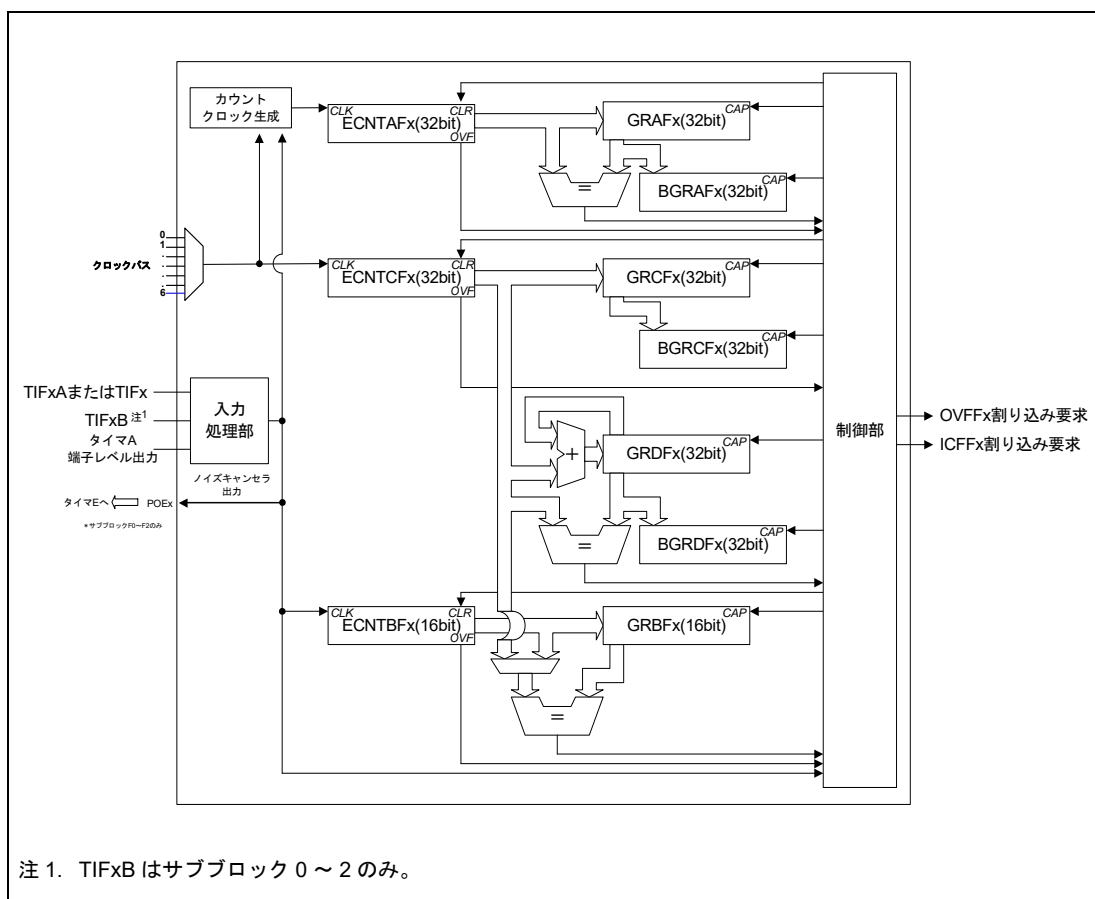 カウント
クロック生成
CLK
CLR
ECNTAFx(32bit)
OVF
CAP
GRAFx(32bit)
=
CAP
BGRAFx(32bit)
0
1
.
.
.
.
6
クロックバス
CLK
CLR
ECNTCFx(32bit)
OVF
CAP
GRCFx(32bit)
CAP
BGRCFx(32bit)
TIFxAまたはTIFx
TIFxB 注1
タイマA
端子レベル出力
入力
処理部
ノイズキャンセラ
出力
タイマEへ
POEx
*サブブロックF0~F2のみ
+
CAP
GRDFx(32bit)
=
CAP
BGRDFx(32bit)
制御部
OVFFx割り込み要求
ICFFx割り込み要求
CLK
CLR
ECNTBFx(16bit)
OVF
CAP
GRBFx(16bit)
=
注 1. TIFxB はサブブロック 0 ~ 2 のみ。